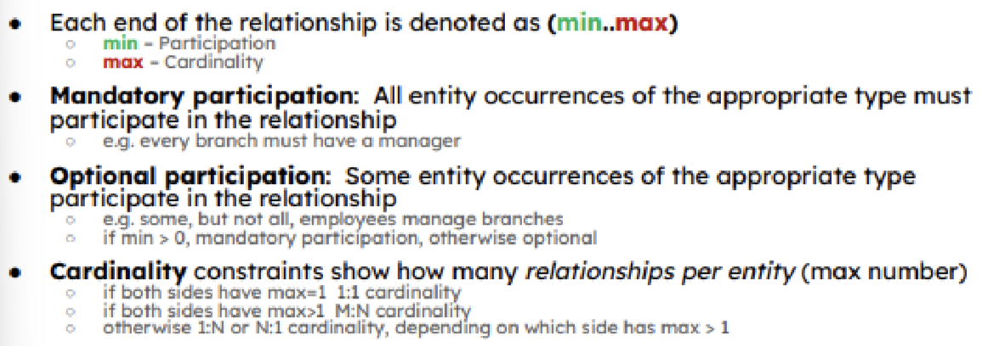 ● Each end of the relationship is denoted as (min..max)
○ min – Participation
○ max – Cardinality
● Mandatory participation: All entity occurrences of the appropriate type must
participate in the relationship
○ e.g. every branch must have a manager
● Optional participation: Some entity occurrences of the appropriate type
participate in the relationship
○ e.g. some, but not all, employees manage branches
○ if min > 0, mandatory participation, otherwise optional
● Cardinality constraints show how many relationships per entity (max number)
○ if both sides have max=1 1:1 cardinality
○ if both sides have max>1 M:N cardinality
○ otherwise 1:N or N:1 cardinality, depending on which side has max > 1